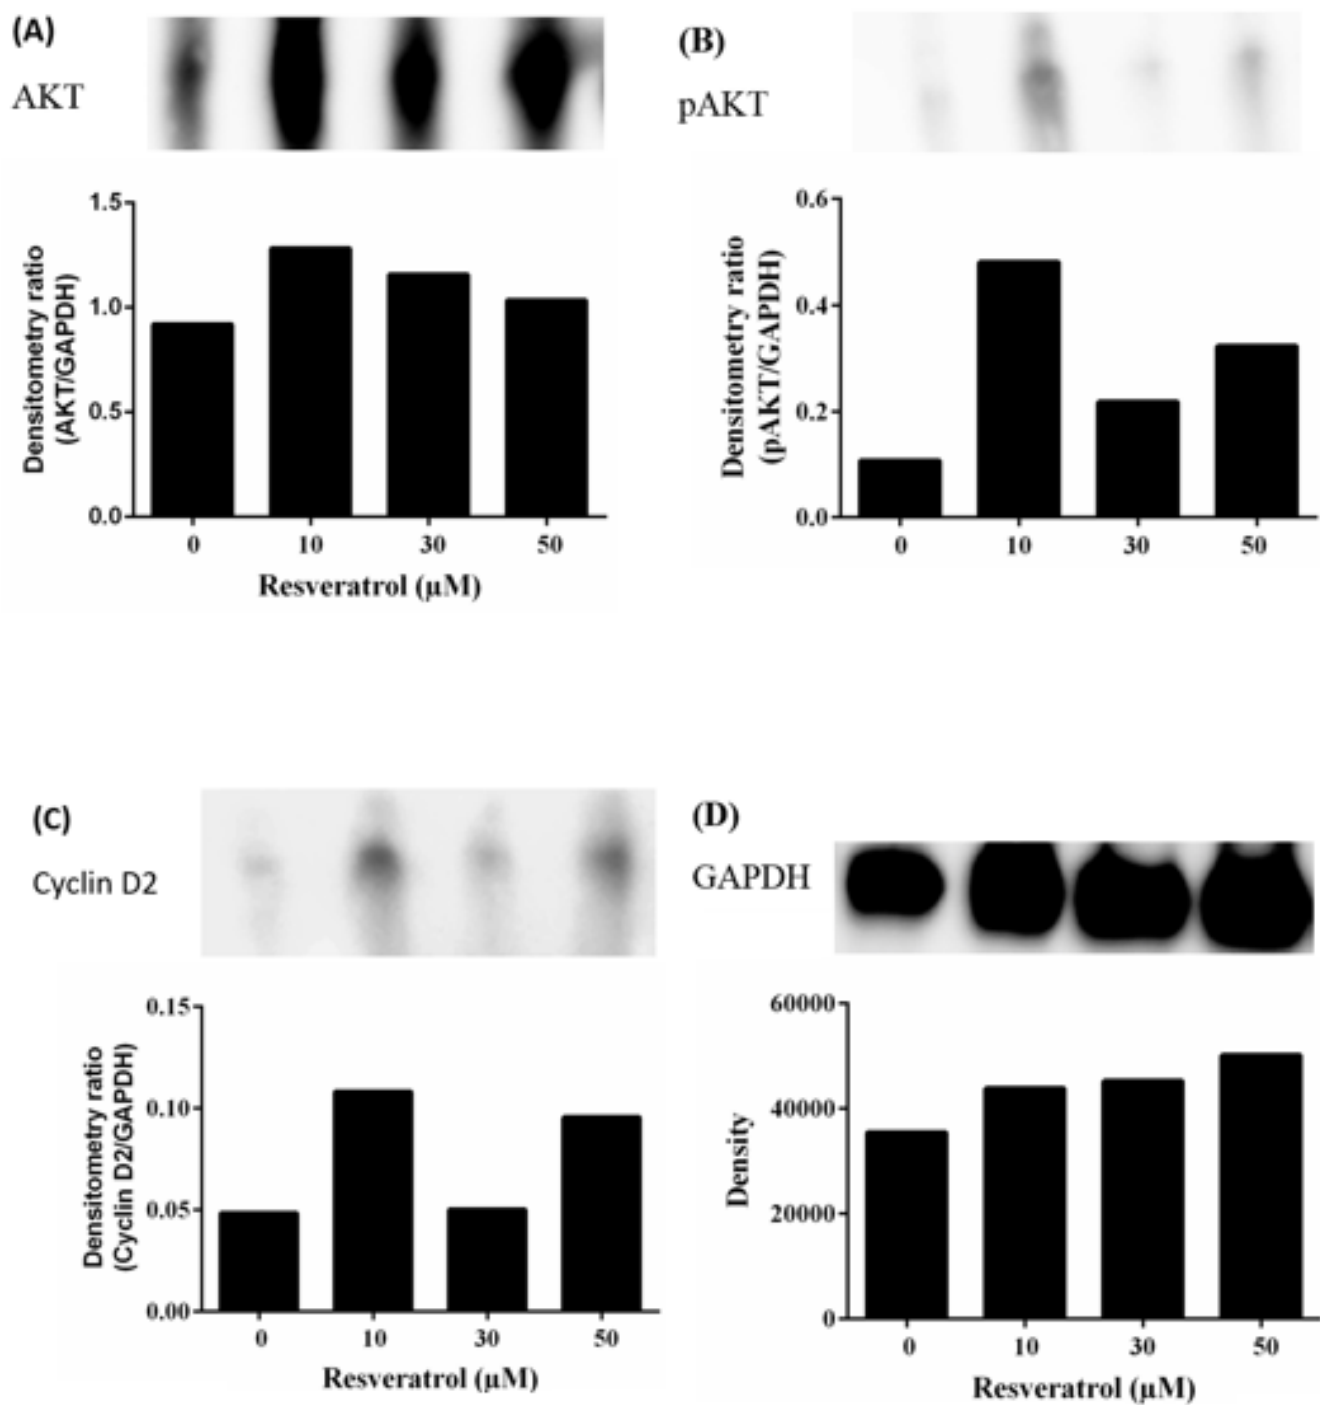 (A)
AKT
1.5
1.0
0.5
0.0
Densitometry ratio
(AKT/GAPDH)
0 10 30 50
Resveratrol (µM)
(B)
pAKT
0.6
0.4
0.2
0.0
Densitometry ratio
(pAKT/GAPDH)
0 10 30 50
(C)
Cyclin D2
0.15
0.10
0.05
0.00
Densitometry ratio
(Cyclin D2/GAPDH)
0 10 30 50
Resveratrol (µM)
(D)
GAPDH
60000
40000
20000
0
Density
0 10 30 50
Resveratrol (µM)